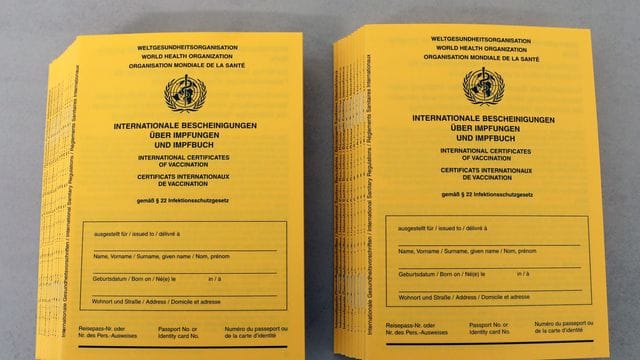 WELTGESUNDHEITSORGANISATION
WORLD HEALTH ORGANIZATION
ORGANISATION MONDIALE DE LA SANTÉ
INTERNATIONALE BESCHEINIGUNGEN
ÜBER IMPFUNGEN
UND IMPFBUCH
INTERNATIONAL CERTIFICATES
OF VACCINATION
CERTIFICATS INTERNATIONAUX
DE VACCINATION
gemäß § 22 Infektionsschutzgesetz
ausgestellt für / issued to / délivré à
Name, Vorname / Surname, given name / Nom, prénom
Geburtsdatum / Born on / Né(e) le in / à
Wohnort und Straße / Address / Domicile et adresse
Reisepass-Nr. oder Passport No. or Numéro du passeport ou
Nr. des Pers.-Ausweises Identity card No. de la carte d'identité
Internationale Gesundheitsvorschriften / International Sanitary Regulations / Règlements Sanitaires Internationaux
WELTGESUNDHEITSORGANISATION
WORLD HEALTH ORGANIZATION
ORGANISATION MONDIALE DE LA SANTÉ
INTERNATIONALE BESCHEINIGUNGEN
ÜBER IMPFUNGEN
UND IMPFBUCH
INTERNATIONAL CERTIFICATES
OF VACCINATION
CERTIFICATS INTERNATIONAUX
DE VACCINATION
gemäß § 22 Infektionsschutzgesetz
ausgestellt für / issued to / délivré à
Name, Vorname / Surname, given name / Nom, prénom
Geburtsdatum / Born on / Né(e) le in / à
Wohnort und Straße / Address / Domicile et adresse
Reisepass-Nr. oder Passport No. or Numéro du passeport ou
Nr. des Pers.-Ausweises Identity card No. de la carte d'identité
Internationale Gesundheitsvorschriften / International Sanitary Regulations / Règlements Sanitaires Internationaux